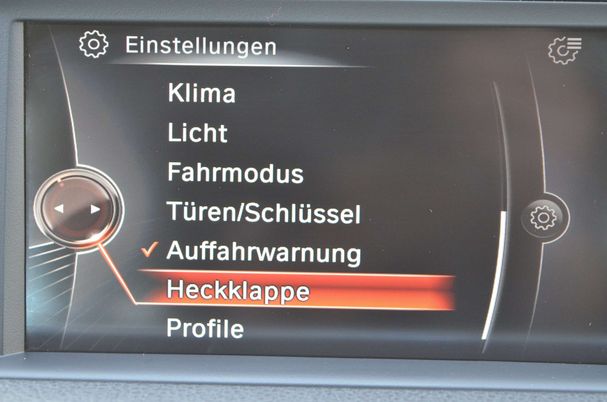 Einstellungen
Klima
Licht
Fahrmodus
Türen/Schlüssel
Auffahrwarnung
Heckklappe
Profile